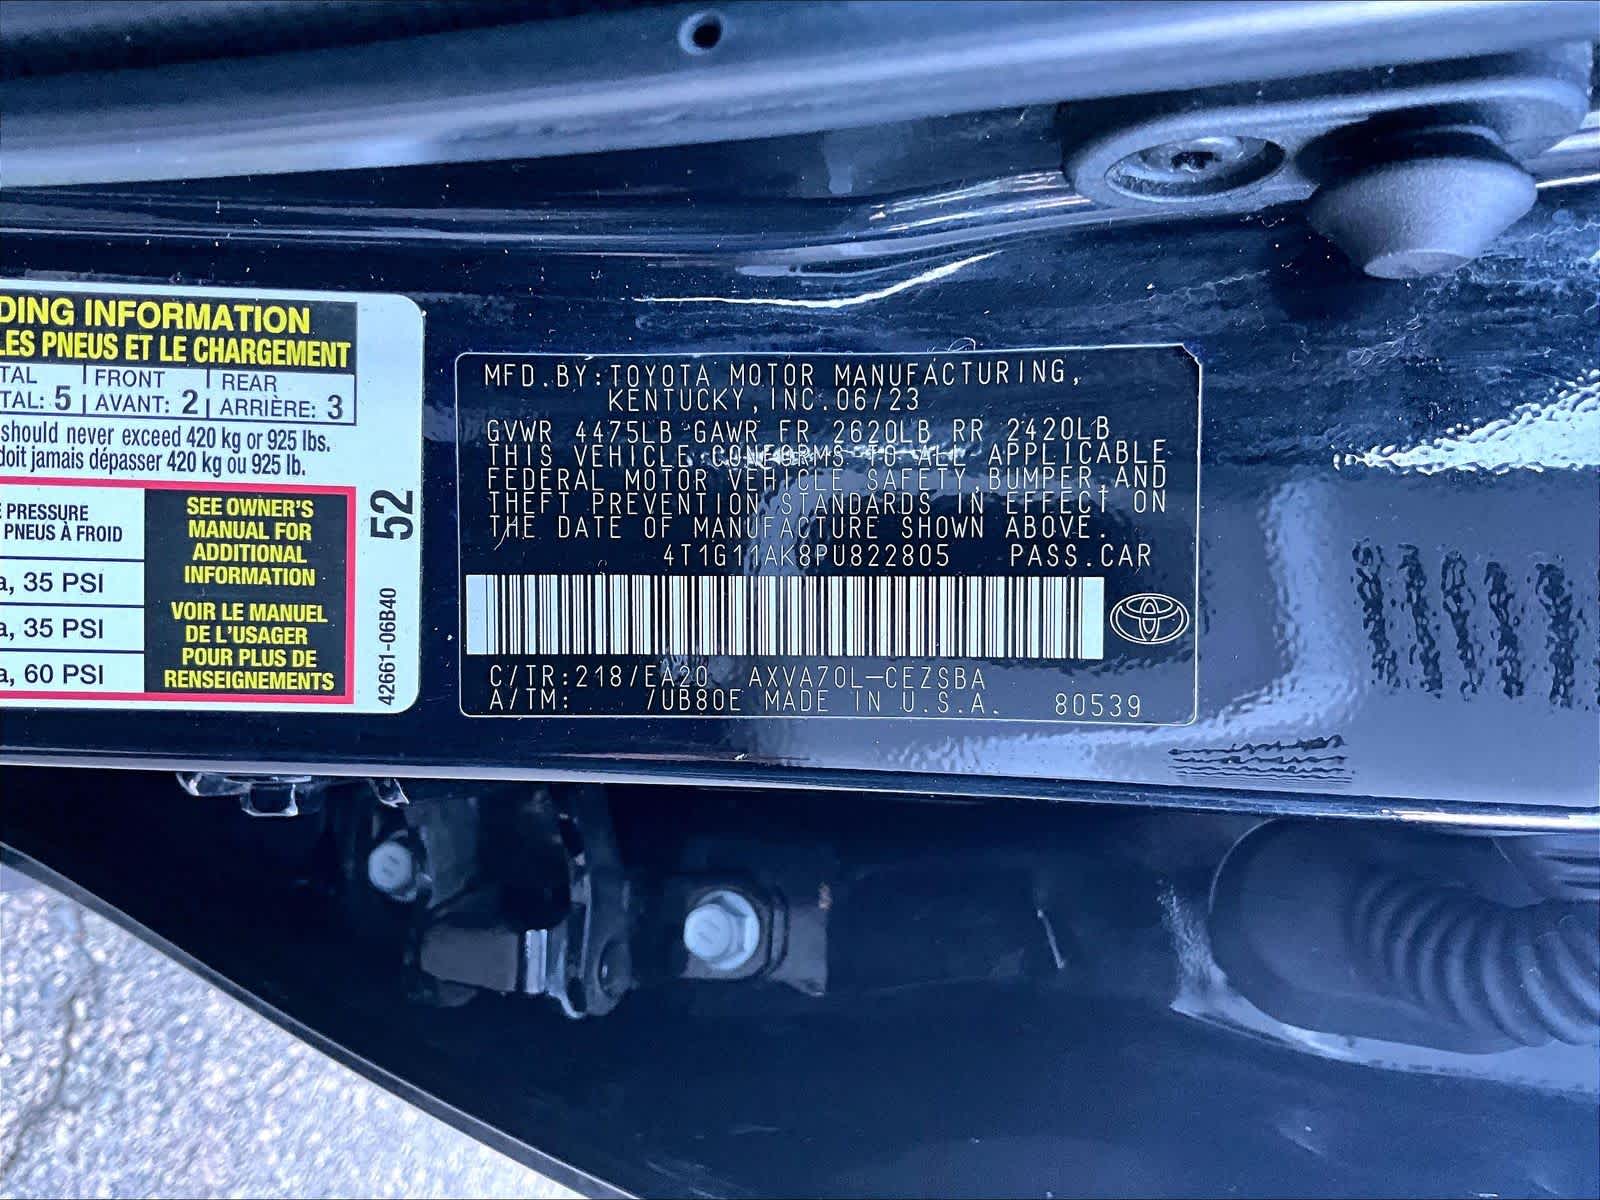 DING INFORMATION
LES PNEUS ET LE CHARGEMENT
TAL FRONT REAR
TAL: 5 AVANT: 2 ARRIÈRE: 3
should never exceed 420 kg or 925 lbs.
doit jamais dépasser 420 kg ou 925 lb.
PRESSURE
PNEUS À FROID
a, 35 PSI
a, 35 PSI
a, 60 PSI
SEE OWNER'S
MANUAL FOR
ADDITIONAL
INFORMATION
VOIR LE MANUEL
DE L'USAGER
POUR PLUS DE
RENSEIGNEMENTS
52
42661-06B40
MFD.BY:TOYOTA MOTOR MANUFACTURING,
KENTUCKY,INC.06/23
GVWR 4475LB GAWR FR 2620LB RR 2420LB
THIS VEHICLE CONFORMS TO ALL APPLICABLE
FEDERAL MOTOR VEHICLE SAFETY,BUMPER,AND
THEFT PREVENTION STANDARDS IN EFFECT ON
THE DATE OF MANUFACTURE SHOWN ABOVE.
4T1G11AK8PU822805 PASS.CAR
C/TR:218/EA20 AXVA70L-CEZSBA
A/TM: /UB80E MADE IN U.S.A. 80539